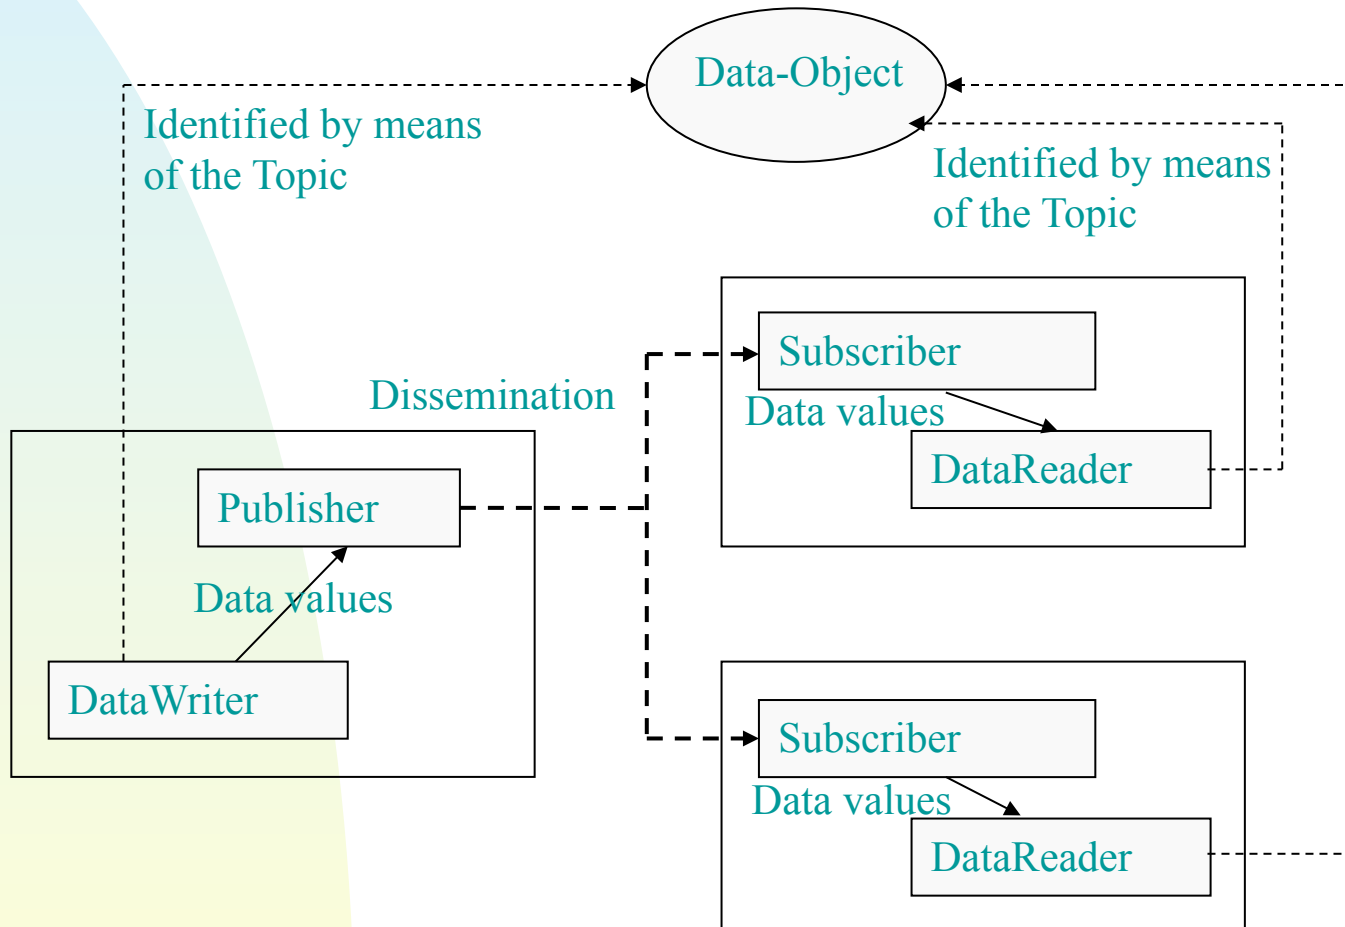 Data-Object
Identified by means
of the Topic
Identified by means
of the Topic
Subscriber
Dissemination
Data values
DataReader
Publisher
Data values
DataWriter
Subscriber
Data values
DataReader